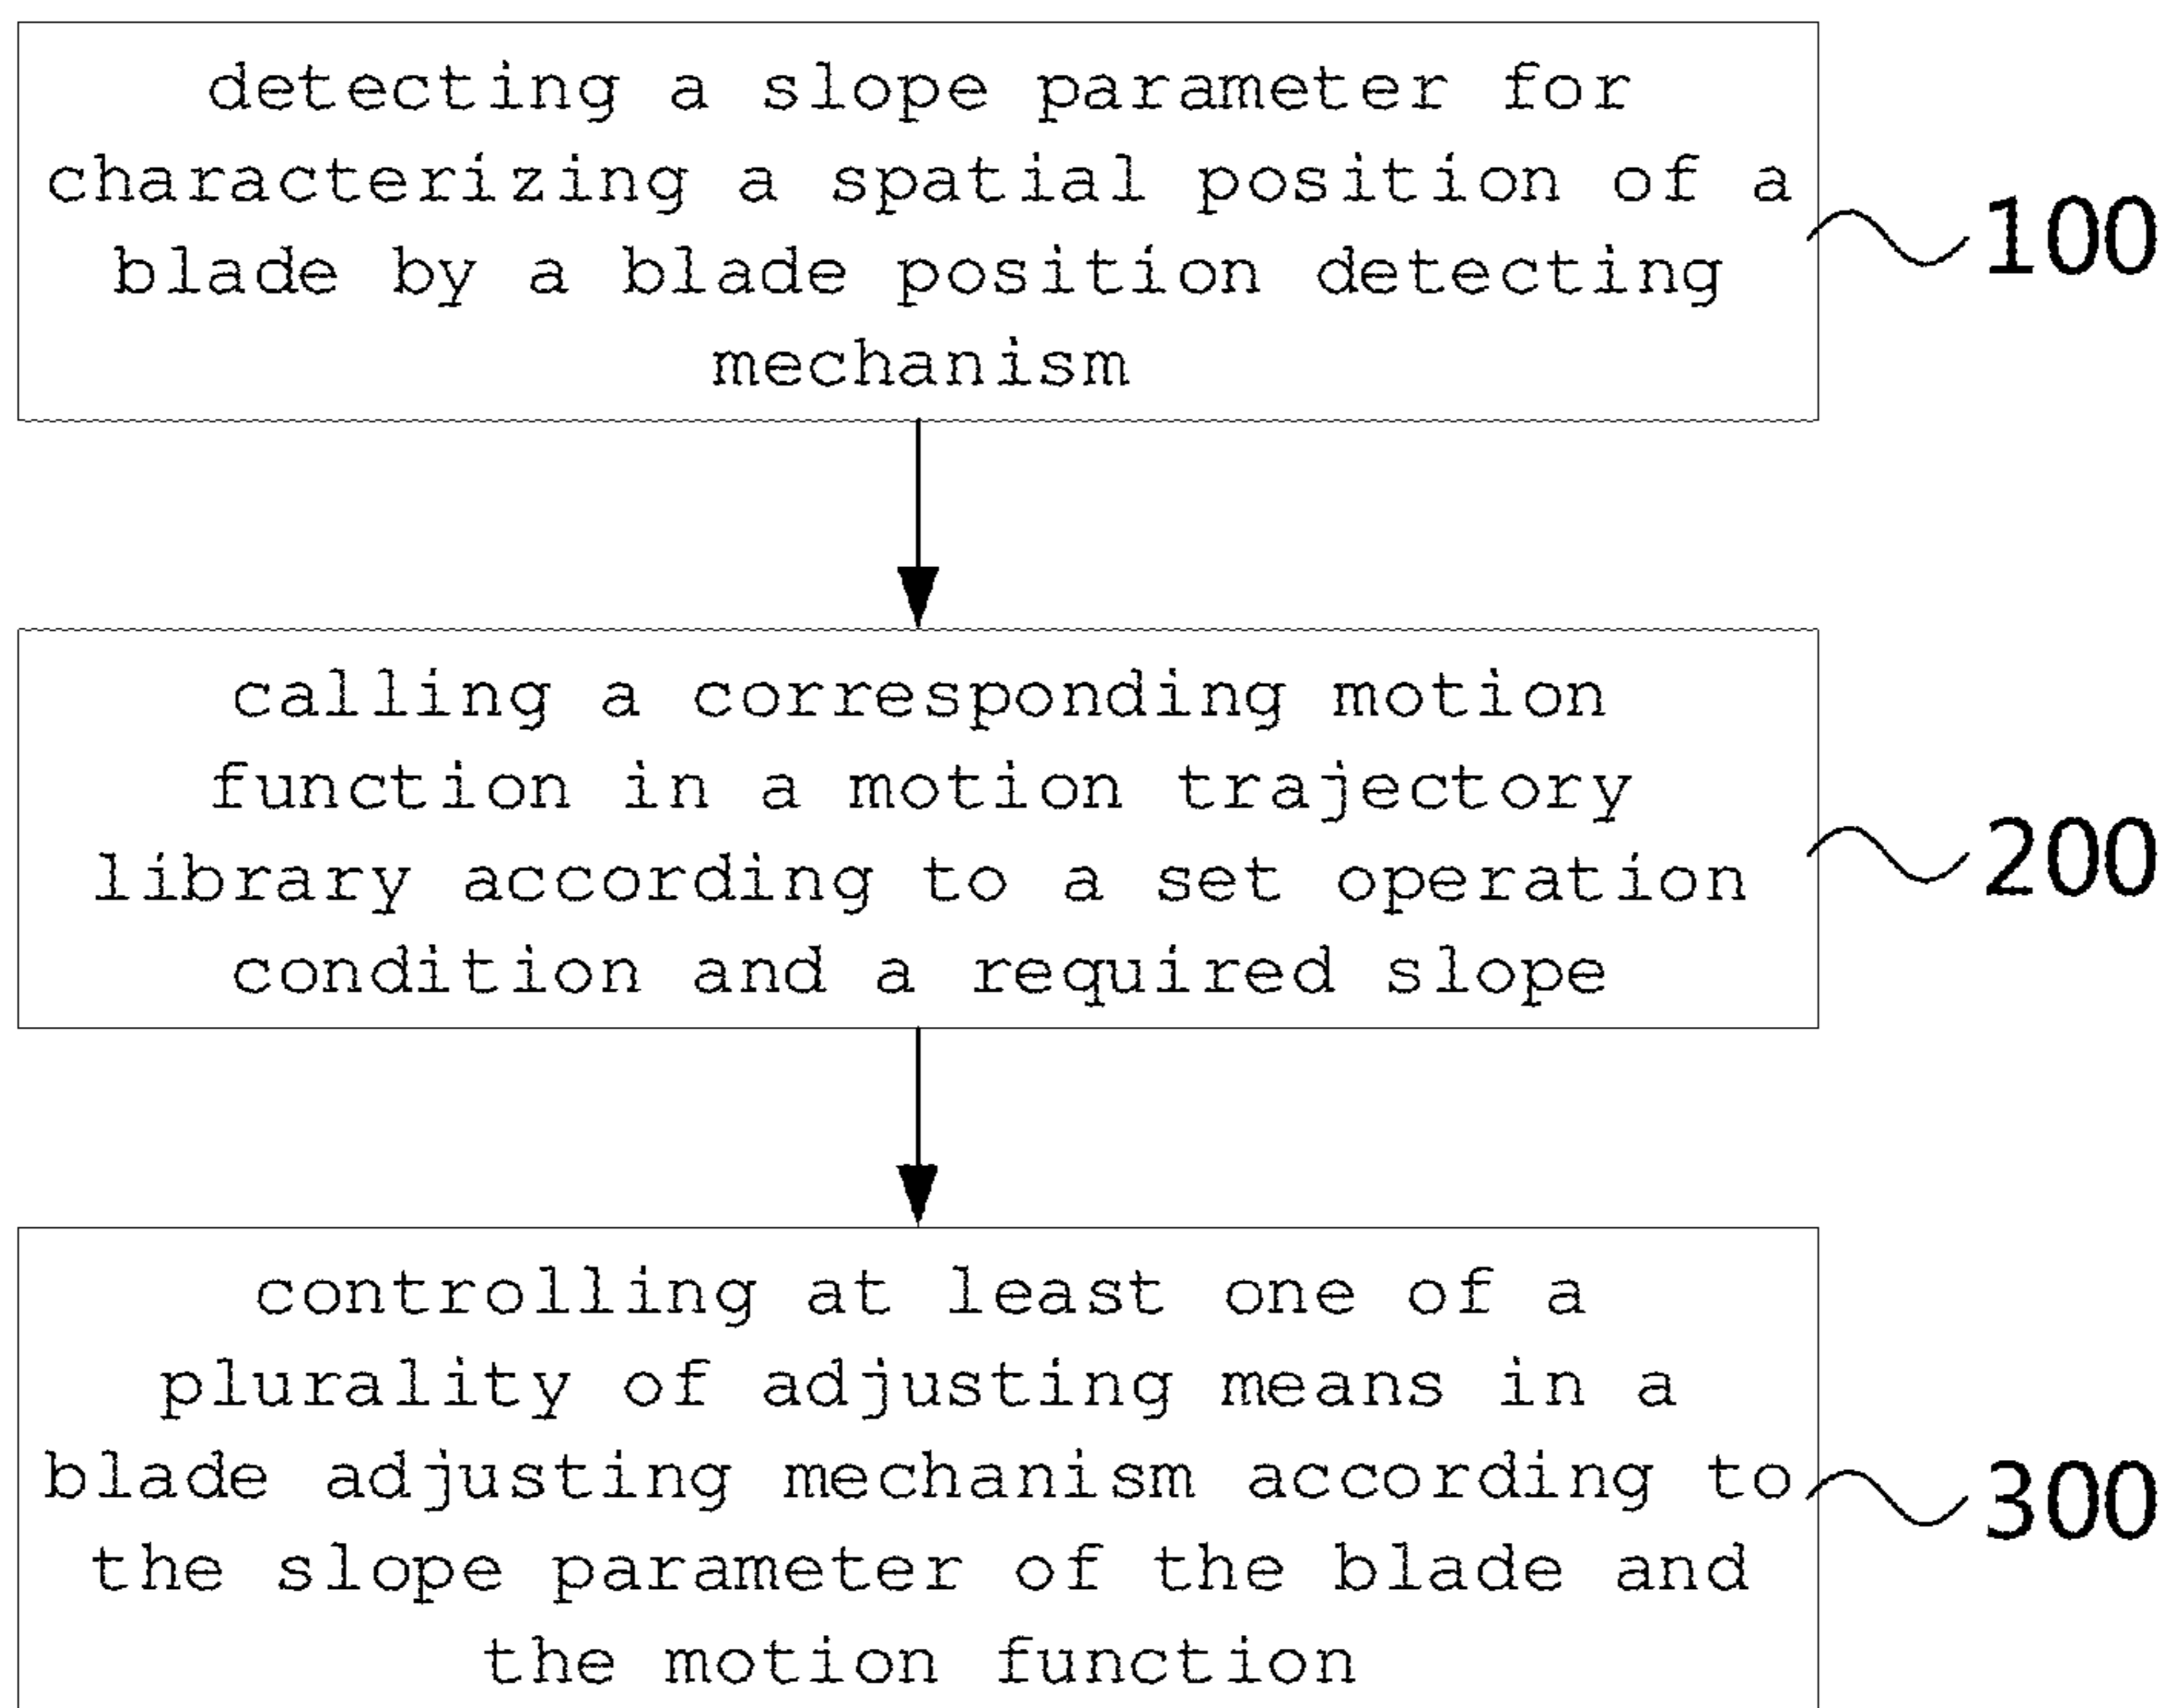 detecting a slope parameter for
characterizing a spatial position of a
blade by a blade position detecting
mechanism
100
calling a corresponding motion
function in a motion trajectory
library according to a set operation
condition and a required slope
200
controlling at least one of a
plurality of adjusting means in a
blade adjusting mechanism according to
the slope parameter of the blade and
the motion function
300